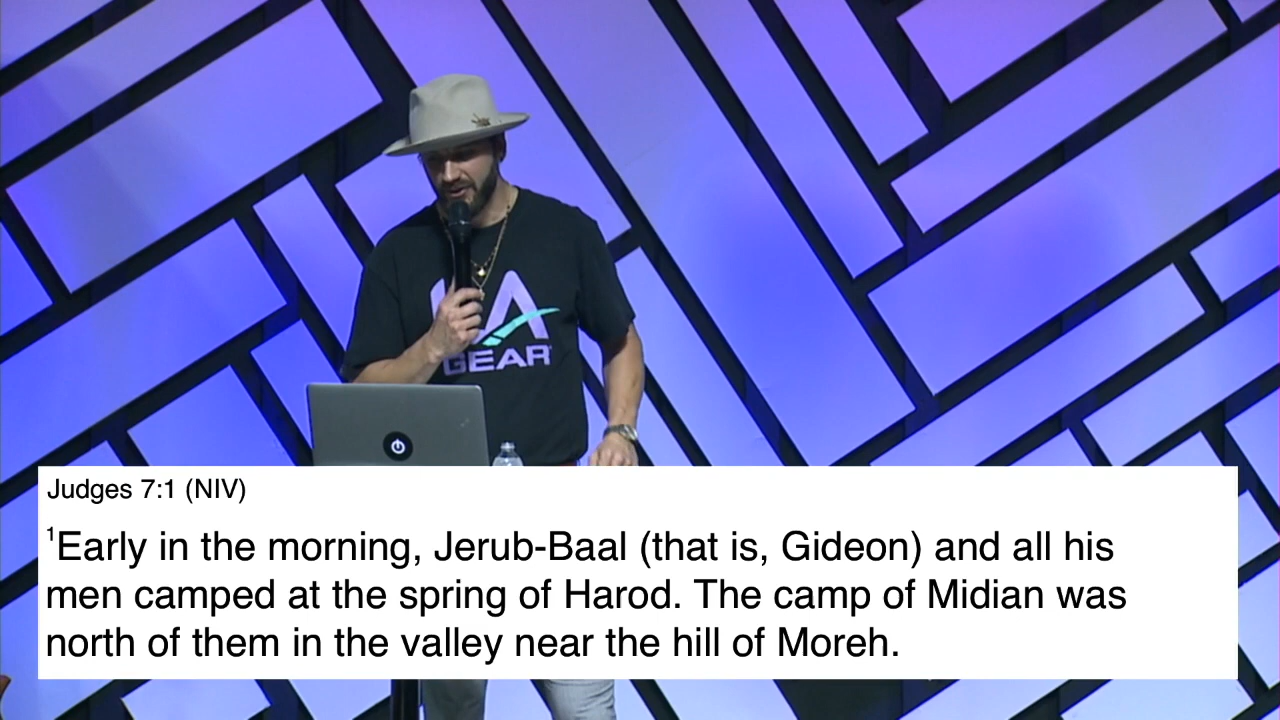 LA
GEAR
Judges 7:1 (NIV)
¹Early in the morning, Jerub-Baal (that is, Gideon) and all his
men camped at the spring of Harod. The camp of Midian was
north of them in the valley near the hill of Moreh.